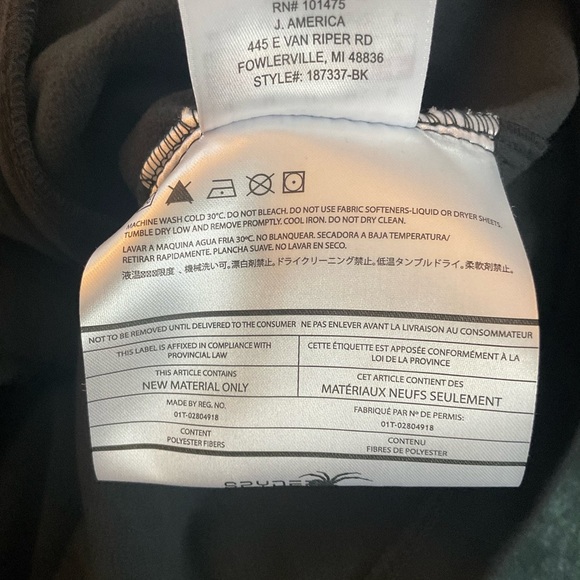 RN# 101475
J. AMERICA
445 E VAN RIPER RD
FOWLERVILLE, MI 48836
STYLE#: 187337-BK
MACHINE WASH COLD 30°C. DO NOT BLEACH. DO NOT USE FABRIC SOFTENERS-LIQUID OR DRYER SHEETS.
TUMBLE DRY LOW AND REMOVE PROMPTLY. COOL IRON. DO NOT DRY CLEAN.
LAVAR A MAQUINA AGUA FRIA 30ºC. NO BLANQUEAR. SECADORA A BAJA TEMPERATURA/
RETIRAR RAPIDAMENTE. PLANCHA SUAVE. NO LAVAR EN SECO.
液温限度、機械洗い可。漂白剤禁止。ドライクリーニング禁止。低温タンブルドライ。柔軟剤禁止。
NOT TO BE REMOVED UNTIL DELIVERED TO THE CONSUMER NE PAS ENLEVER AVANT LA LIVRAISON AU CONSOMMATEUR
THIS LABEL IS AFFIXED IN COMPLIANCE WITH
PROVINCIAL LAW
CETTE ÉTIQUETTE EST APPOSÉE CONFORMÉMENT À LA
LOI DE LA PROVINCE
THIS ARTICLE CONTAINS
NEW MATERIAL ONLY
CET ARTICLE CONTIENT DES
MATÉRIAUX NEUFS SEULEMENT
MADE BY REG. NO.
01T-02804918
FABRIQUÉ PAR Nº DE PERMIS:
01T-02804918
CONTENT
POLYESTER FIBERS
CONTENU
FIBRES DE POLYESTER